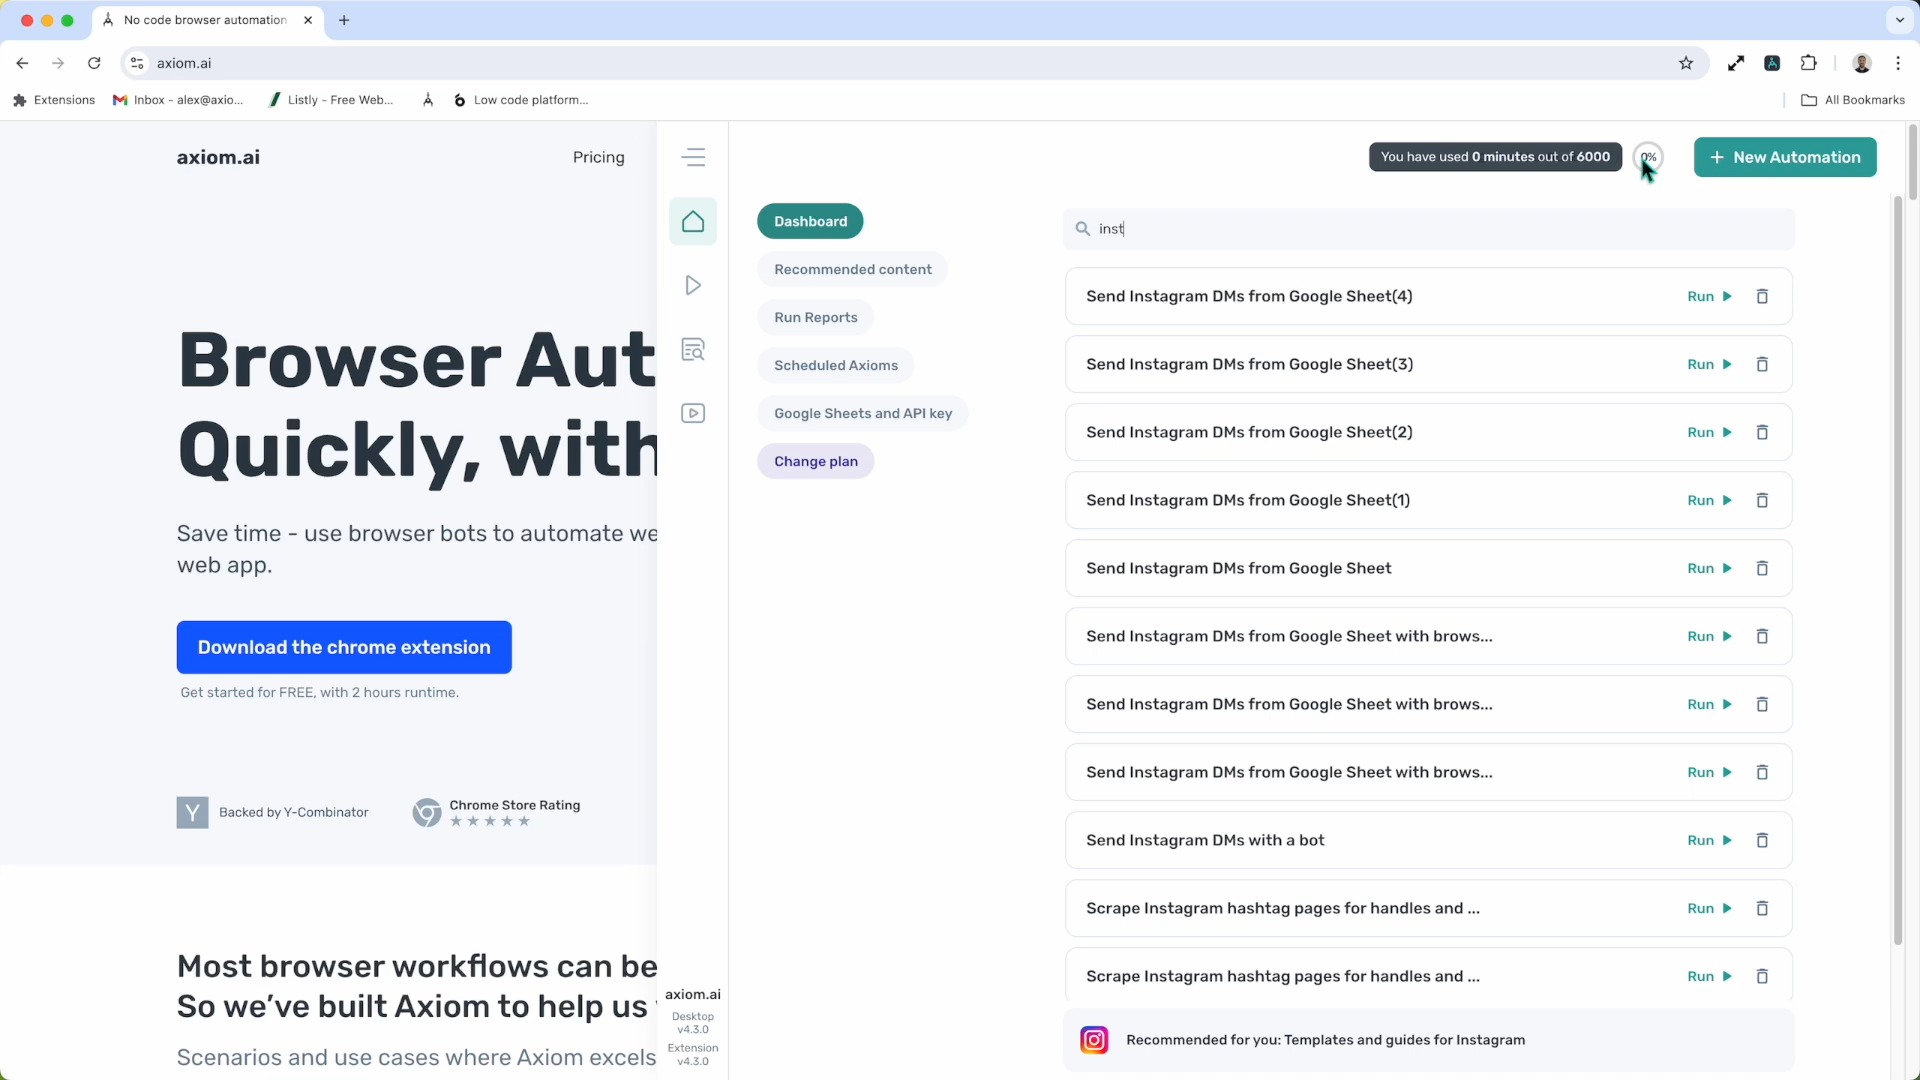 No code browser automation
axiom.ai
Extensions
Inbox - alex@axio...
Listly - Free Web...
Low code platform...
All Bookmarks
axiom.ai
Pricing
Browser Aut
Quickly, with
Save time - use browser bots to automate we
web app.
Download the chrome extension
Get started for FREE, with 2 hours runtime.
Y
Backed by Y-Combinator
Chrome Store Rating
Most browser workflows can be
So we've built Axiom to help us
Scenarios and use cases where Axiom excels
axiom.ai
Desktop
v4.3.0
Extension
v4.3.0
You have used 0 minutes out of 6000
0%
+ New Automation
Dashboard
Recommended content
Run Reports
Scheduled Axioms
Google Sheets and API key
Change plan
inst
Send Instagram DMs from Google Sheet(4)
Run
Send Instagram DMs from Google Sheet(3)
Run
Send Instagram DMs from Google Sheet(2)
Run
Send Instagram DMs from Google Sheet(1)
Run
Send Instagram DMs from Google Sheet
Run
Send Instagram DMs from Google Sheet with brows...
Run
Send Instagram DMs from Google Sheet with brows...
Run
Send Instagram DMs from Google Sheet with brows...
Run
Send Instagram DMs with a bot
Run
Scrape Instagram hashtag pages for handles and ...
Run
Scrape Instagram hashtag pages for handles and ...
Run
Recommended for you: Templates and guides for Instagram